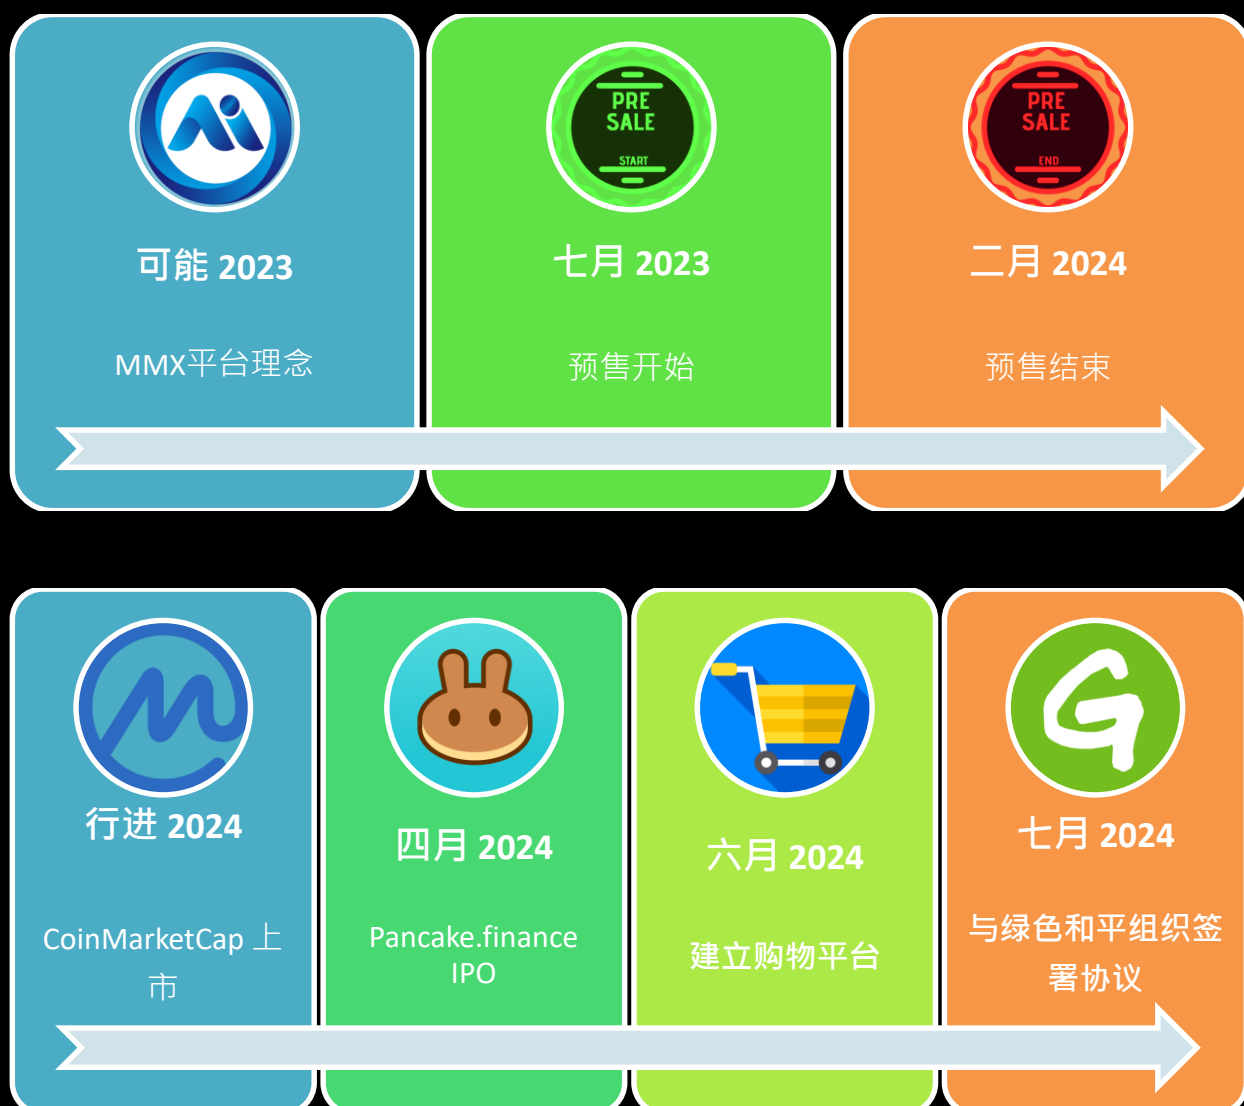 PRE
SALE
START
PRE
SALE
END
可能 2023
七月 2023
二月 2024
MMX平台理念
预售开始
预售结束
行进 2024
四月 2024
六月 2024
七月 2024
CoinMarketCap 上
市
Pancake.finance
IPO
建立购物平台
与绿色和平组织签
署协议